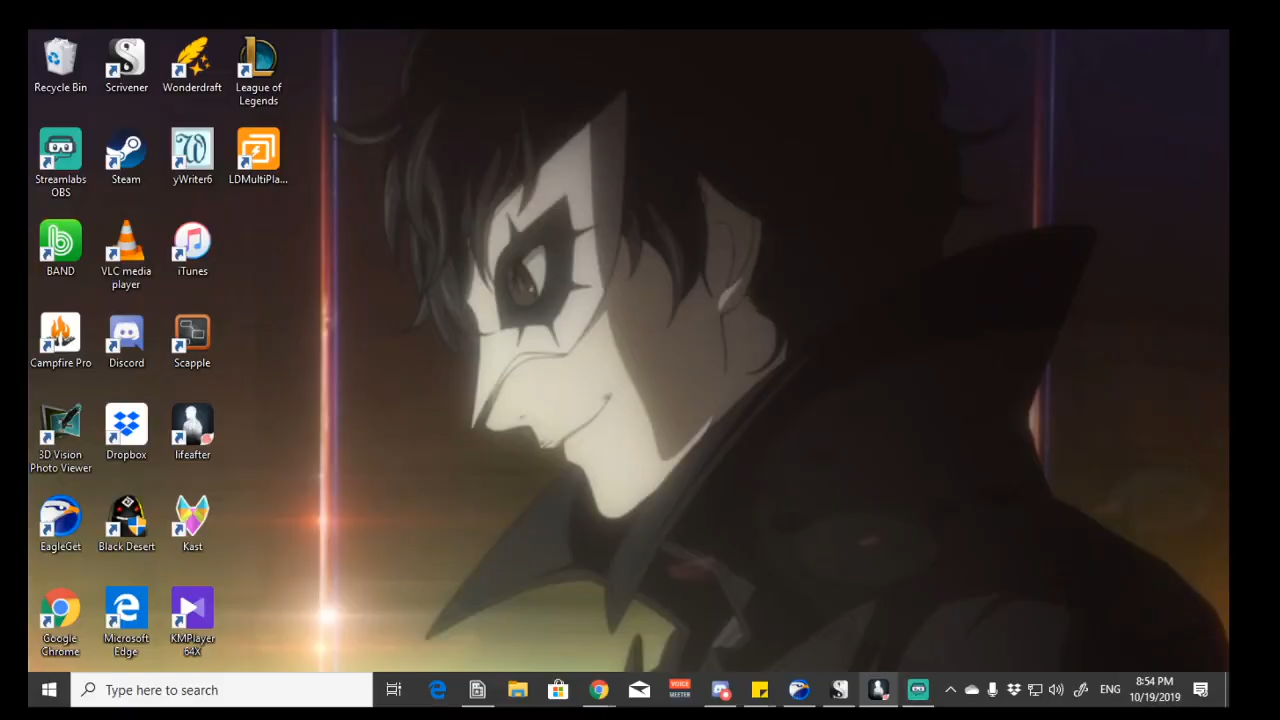 Recycle Bin
Scrivener
Wonderdraft
League of
Legends
Streamlabs
OBS
Steam
yWriter6
LDMultiPla...
BAND
VLC media
player
iTunes
Campfire Pro
Discord
Scapple
3D Vision
Photo Viewer
Dropbox
lifeafter
EagleGet
Black Desert
Kast
Google
Chrome
Microsoft
Edge
KMPlayer
64X
Type here to search
VOICE
MEETER
ENG
8:54 PM
10/19/2019